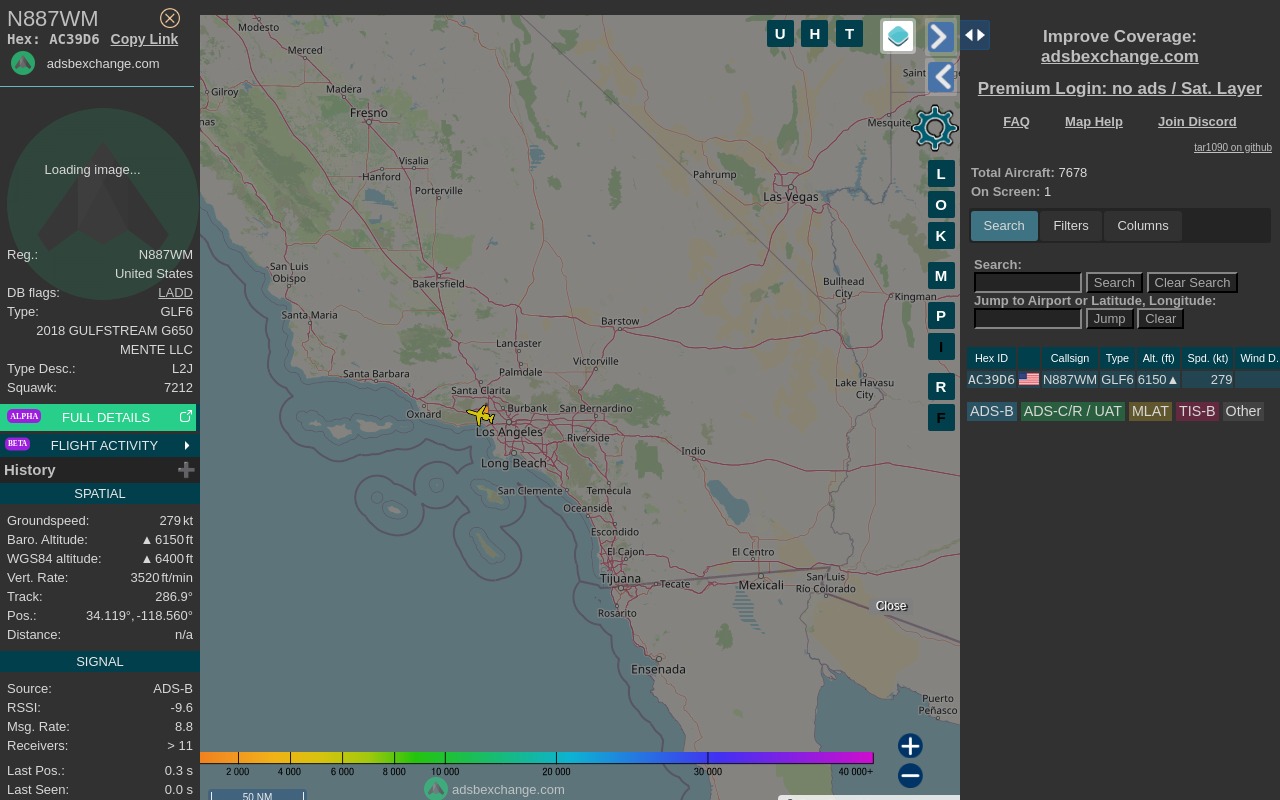 N887WM
Hex: AC39D6 Copy Link
adsbexchange.com
Loading image...
Reg.: N887WM
United States
DB flags: LADD
Type: GLF6
2018 GULFSTREAM G650
MENTE LLC
Type Desc.: L2J
Squawk: 7212
ALPHA FULL DETAILS
BETA FLIGHT ACTIVITY
History
SPATIAL
Groundspeed: 279 kt
Baro. Altitude: ▲ 6150 ft
WGS84 altitude: ▲ 6400 ft
Vert. Rate: 3520 ft/min
Track: 286.9°
Pos.: 34.119°, -118.560°
Distance: n/a
SIGNAL
Source: ADS-B
RSSI: -9.6
Msg. Rate: 8.8
Receivers: > 11
Last Pos.: 0.3 s
Last Seen: 0.0 s
Modesto
Merced
Madera
Gilroy
Fresno
Visalia
Hanford
Porterville
Pahrump
Las Vegas
Mesquite
San Luis
Obispo
Bakersfield
Bullhead
City
Kingman
Santa Maria
Barstow
Lancaster
Palmdale
Victorville
Santa Barbara
Santa Clarita
Lake Havasu
City
Oxnard
Burbank
San Bernardino
Los Angeles
Riverside
Long Beach
Indio
San Clemente
Temecula
Oceanside
Escondido
El Cajon
El Centro
Tijuana
Tecate
Mexicali
San Luis
Río Colorado
Rosarito
Ensenada
Puerto
Peñasco
U H T
L
O
K
M
P
I
R
F
Close
2 000 4 000 6 000 8 000 10 000 20 000 30 000 40 000+
adsbexchange.com
50 NM
Improve Coverage:
adsbexchange.com
Premium Login: no ads / Sat. Layer
FAQ Map Help Join Discord
tar1090 on github
Total Aircraft: 7678
On Screen: 1
Search Filters Columns
Search:
Search Clear Search
Jump to Airport or Latitude, Longitude:
Jump Clear
Hex ID Callsign Type Alt. (ft) Spd. (kt) Wind D.
AC39D6 N887WM GLF6 6150▲ 279
ADS-B ADS-C/R / UAT MLAT TIS-B Other